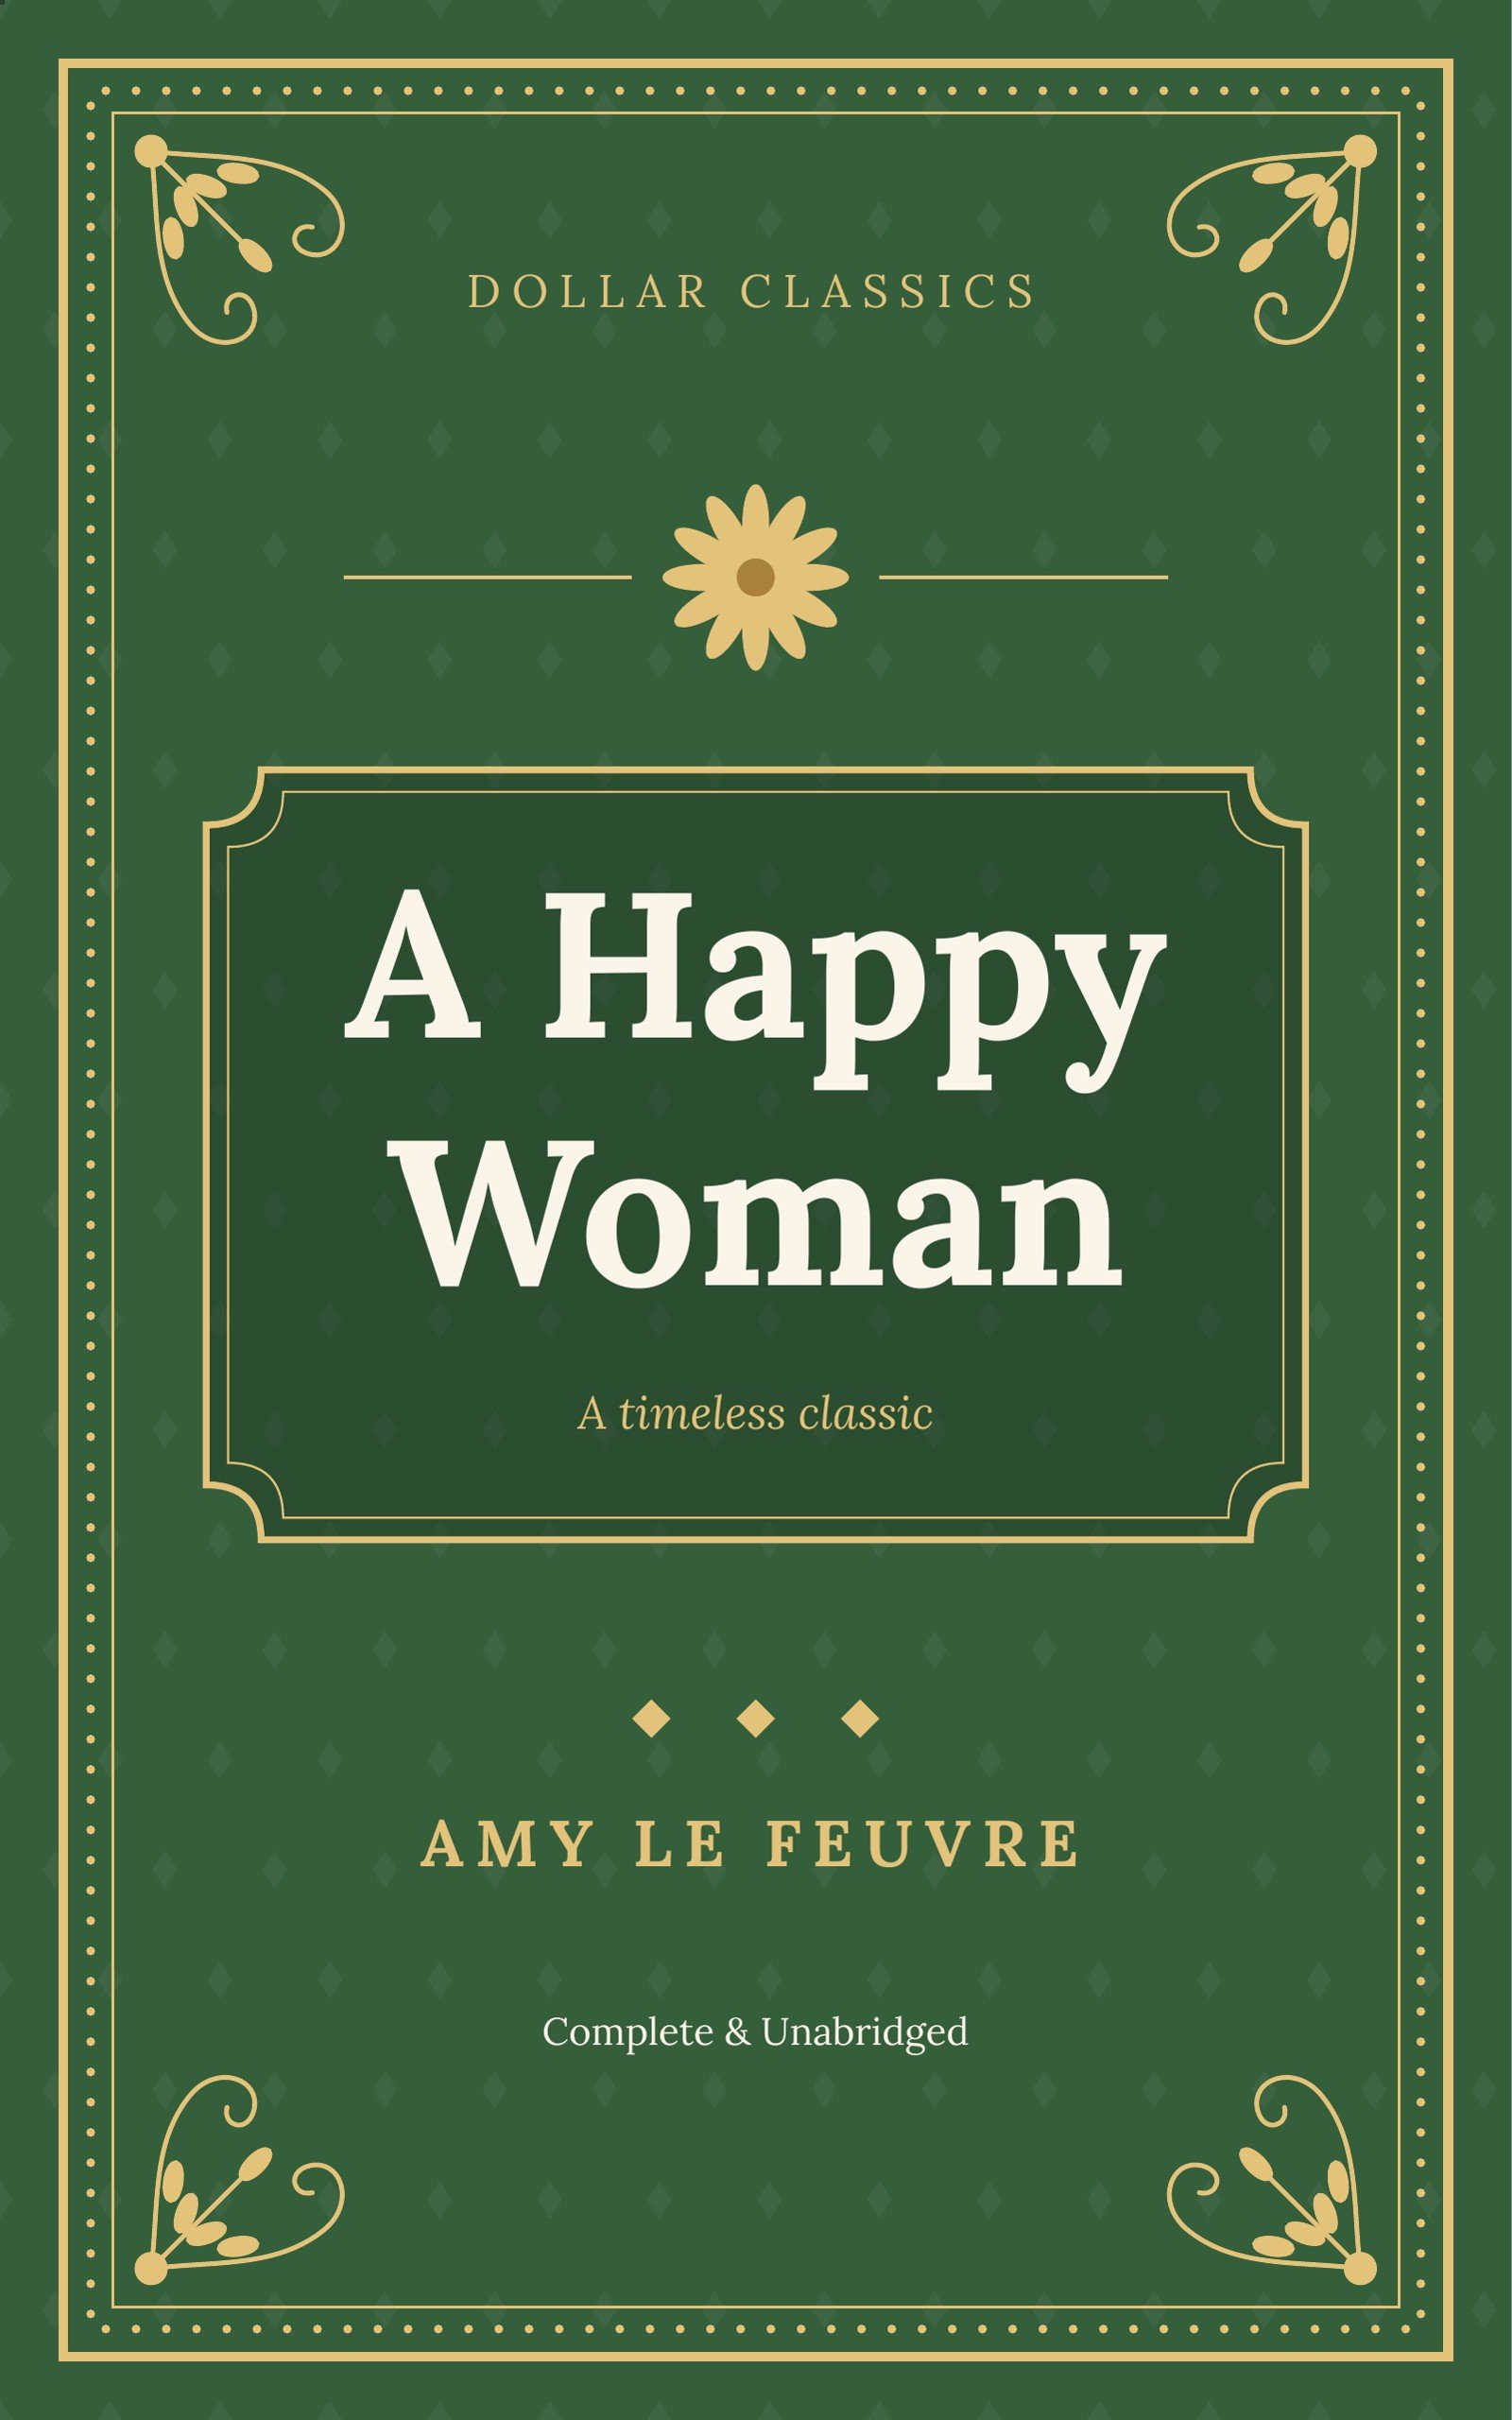 DOLLAR CLASSICS
A Happy
Woman
A timeless classic
AMY LE FEUVRE
Complete & Unabridged